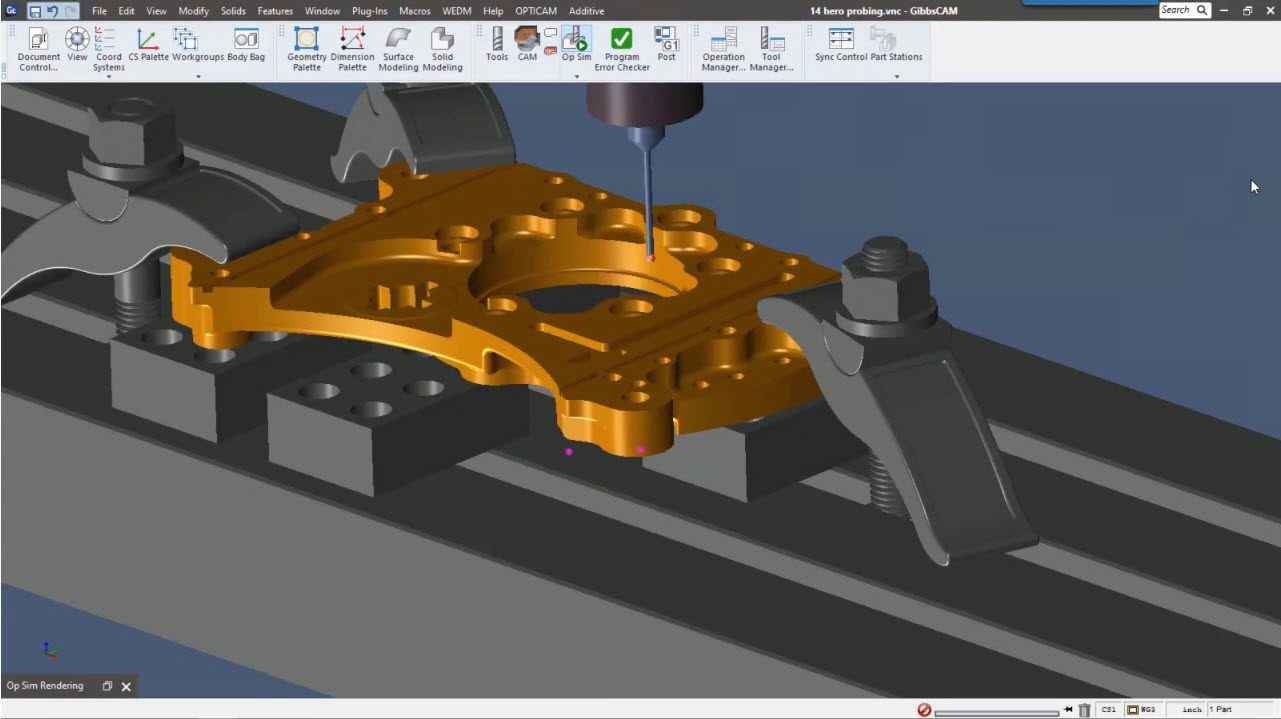 Gc File Edit View Modify Solids Features Window Plug-Ins Macros WEDM Help OPTICAM Additive 14 hero probing.vnc - GibbsCAM Search
Document Control... View Coord Systems CS Palette Workgroups Body Bag Geometry Palette Dimension Palette Surface Modeling Solid Modeling Tools CAM Op Sim Program Error Checker G1 Post Operation Manager... Tool Manager... Sync Control Part Stations
Op Sim Rendering
CS1 WG3 inch 1 Part